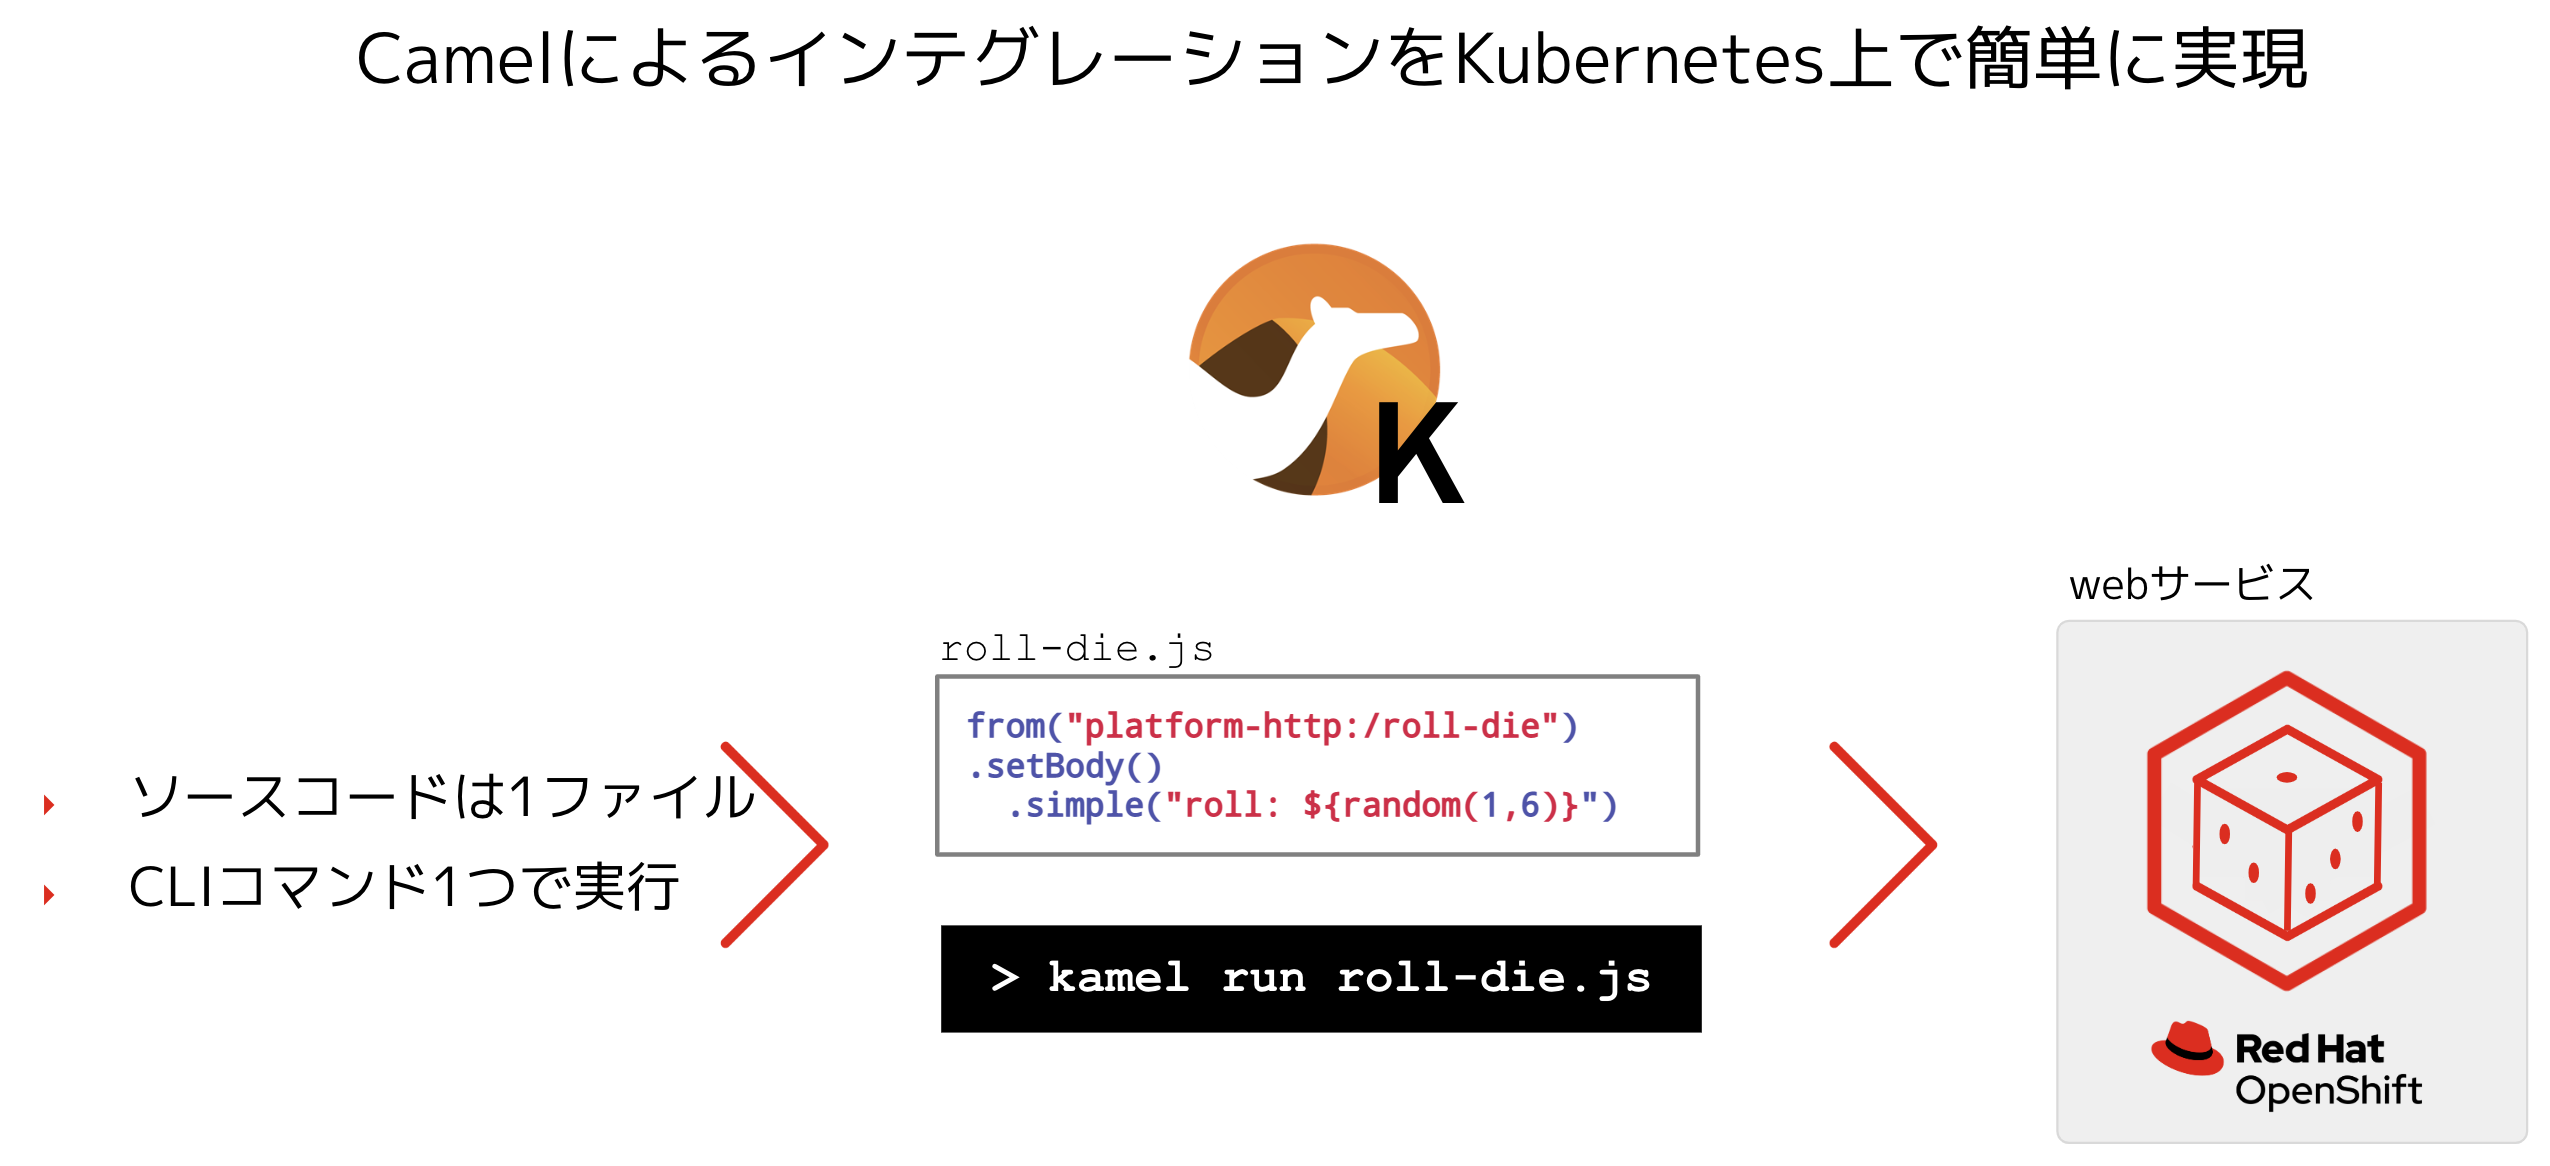 CamelによるインテグレーションをKubernetes上で簡単に実現
K
ソースコードは1ファイル
CLIコマンド1つで実行
roll-die.js
from("platform-http:/roll-die")
.setBody()
  .simple("roll: ${random(1,6)}")
> kamel run roll-die.js
webサービス
Red Hat
OpenShift